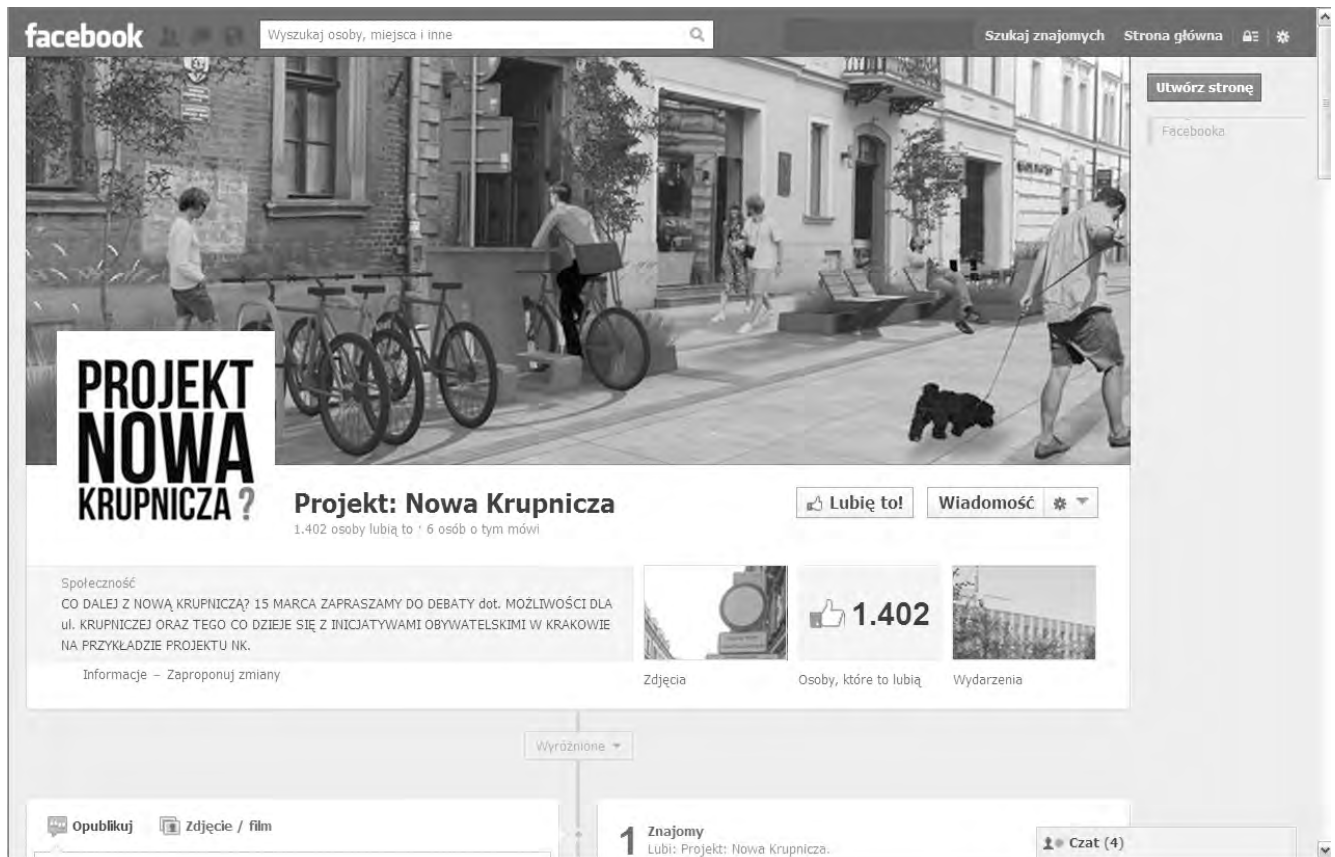 facebook
Wyszukaj osoby, miejsca i inne
Szukaj znajomych Strona główna
Utwórz stronę
Facebooka
PROJEKT
NOWA
KRUPNICZA ?
Projekt: Nowa Krupnicza
1.402 osoby lubią to · 6 osób o tym mówi
Lubię to!
Wiadomość
Społeczność
CO DALEJ Z NOWĄ KRUPNICZĄ? 15 MARCA ZAPRASZAMY DO DEBATY dot. MOŻLIWOŚCI DLA
ul. KRUPNICZEJ ORAZ TEGO CO DZIEJE SIĘ Z INICJATYWAMI OBYWATELSKIMI W KRAKOWIE
NA PRZYKŁADZIE PROJEKTU NK.
Informacje – Zaproponuj zmiany
1.402
Zdjęcia
Osoby, które to lubią
Wydarzenia
Wyróżnione
Opublikuj
Zdjęcie / film
1 Znajomy
Lubi: Projekt: Nowa Krupnicza.
Czat (4)